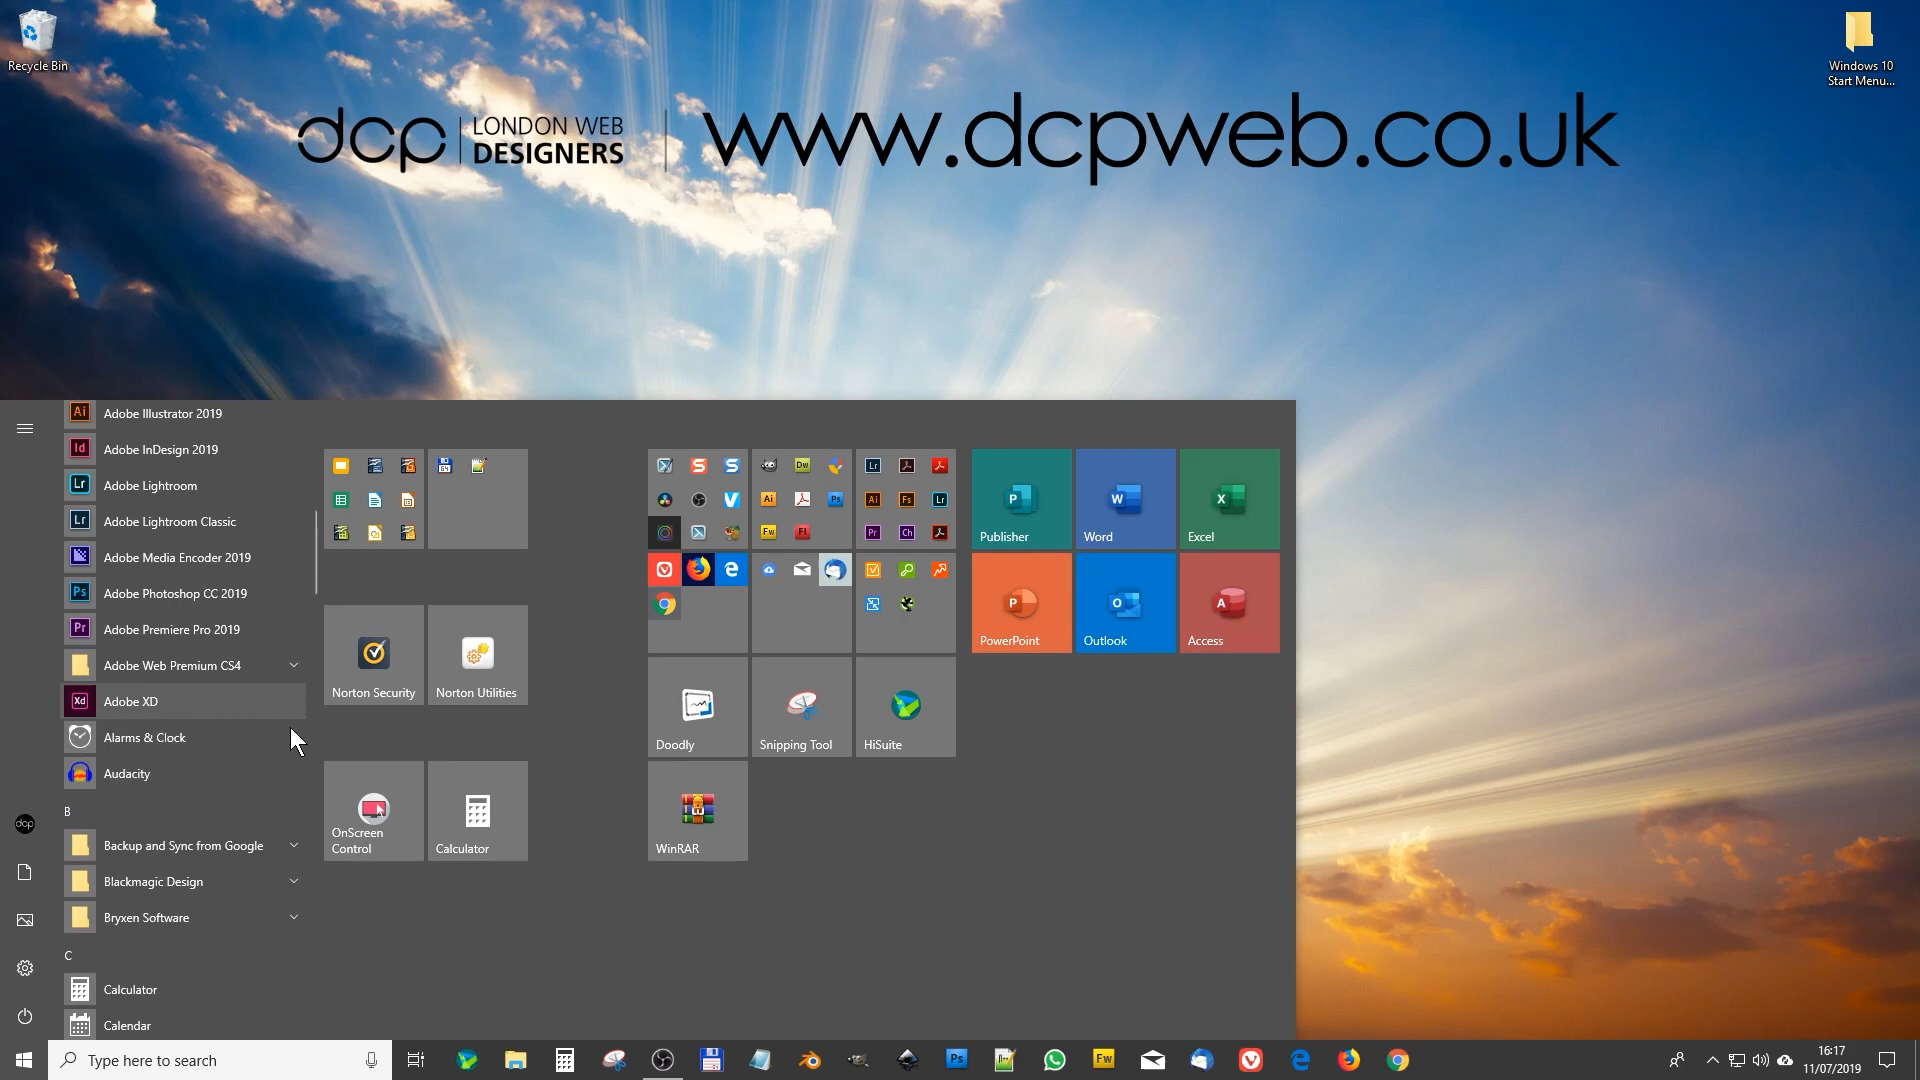 Recycle Bin
Windows 10
Start Menu...
dcp
LONDON WEB
DESIGNERS
www.dcpweb.co.uk
Adobe Illustrator 2019
Adobe InDesign 2019
Adobe Lightroom
Adobe Lightroom Classic
Adobe Media Encoder 2019
Adobe Photoshop CC 2019
Adobe Premiere Pro 2019
Adobe Web Premium CS4
Adobe XD
Alarms & Clock
Audacity
B
Backup and Sync from Google
Blackmagic Design
Bryxen Software
C
Calculator
Calendar
Norton Security
Norton Utilities
OnScreen
Control
Calculator
Doodly
Snipping Tool
HiSuite
WinRAR
Publisher
Word
Excel
PowerPoint
Outlook
Access
Type here to search
16:17
11/07/2019